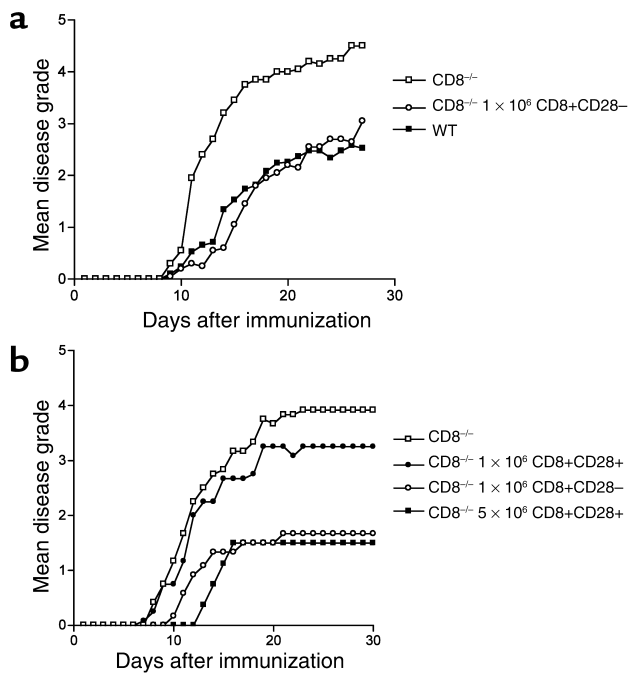 a
5
4
3
2
1
0
Mean disease grade
0 10 20 30
Days after immunization
CD8⁻/⁻
CD8⁻/⁻ 1 × 10⁶ CD8+CD28−
WT
b
5
4
3
2
1
0
Mean disease grade
0 10 20 30
Days after immunization
CD8⁻/⁻
CD8⁻/⁻ 1 × 10⁶ CD8+CD28+
CD8⁻/⁻ 1 × 10⁶ CD8+CD28−
CD8⁻/⁻ 5 × 10⁶ CD8+CD28+